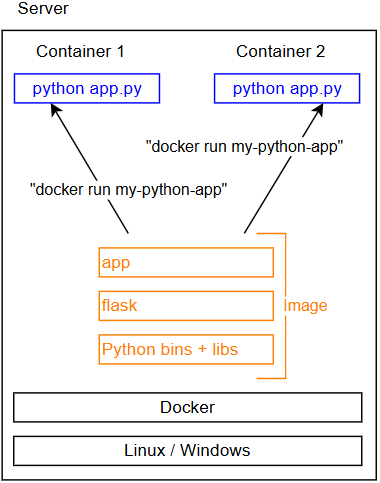 Server
Container 1
Container 2
python app.py
python app.py
"docker run my-python-app"
"docker run my-python-app"
app
flask
Image
Python bins + libs
Docker
Linux / Windows